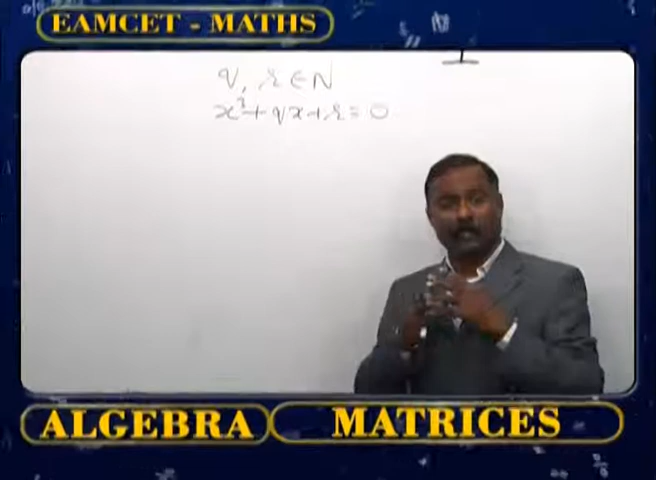 EAMCET - MATHS
q, r ∈ N
x³+qx+r=0
ALGEBRA
MATRICES